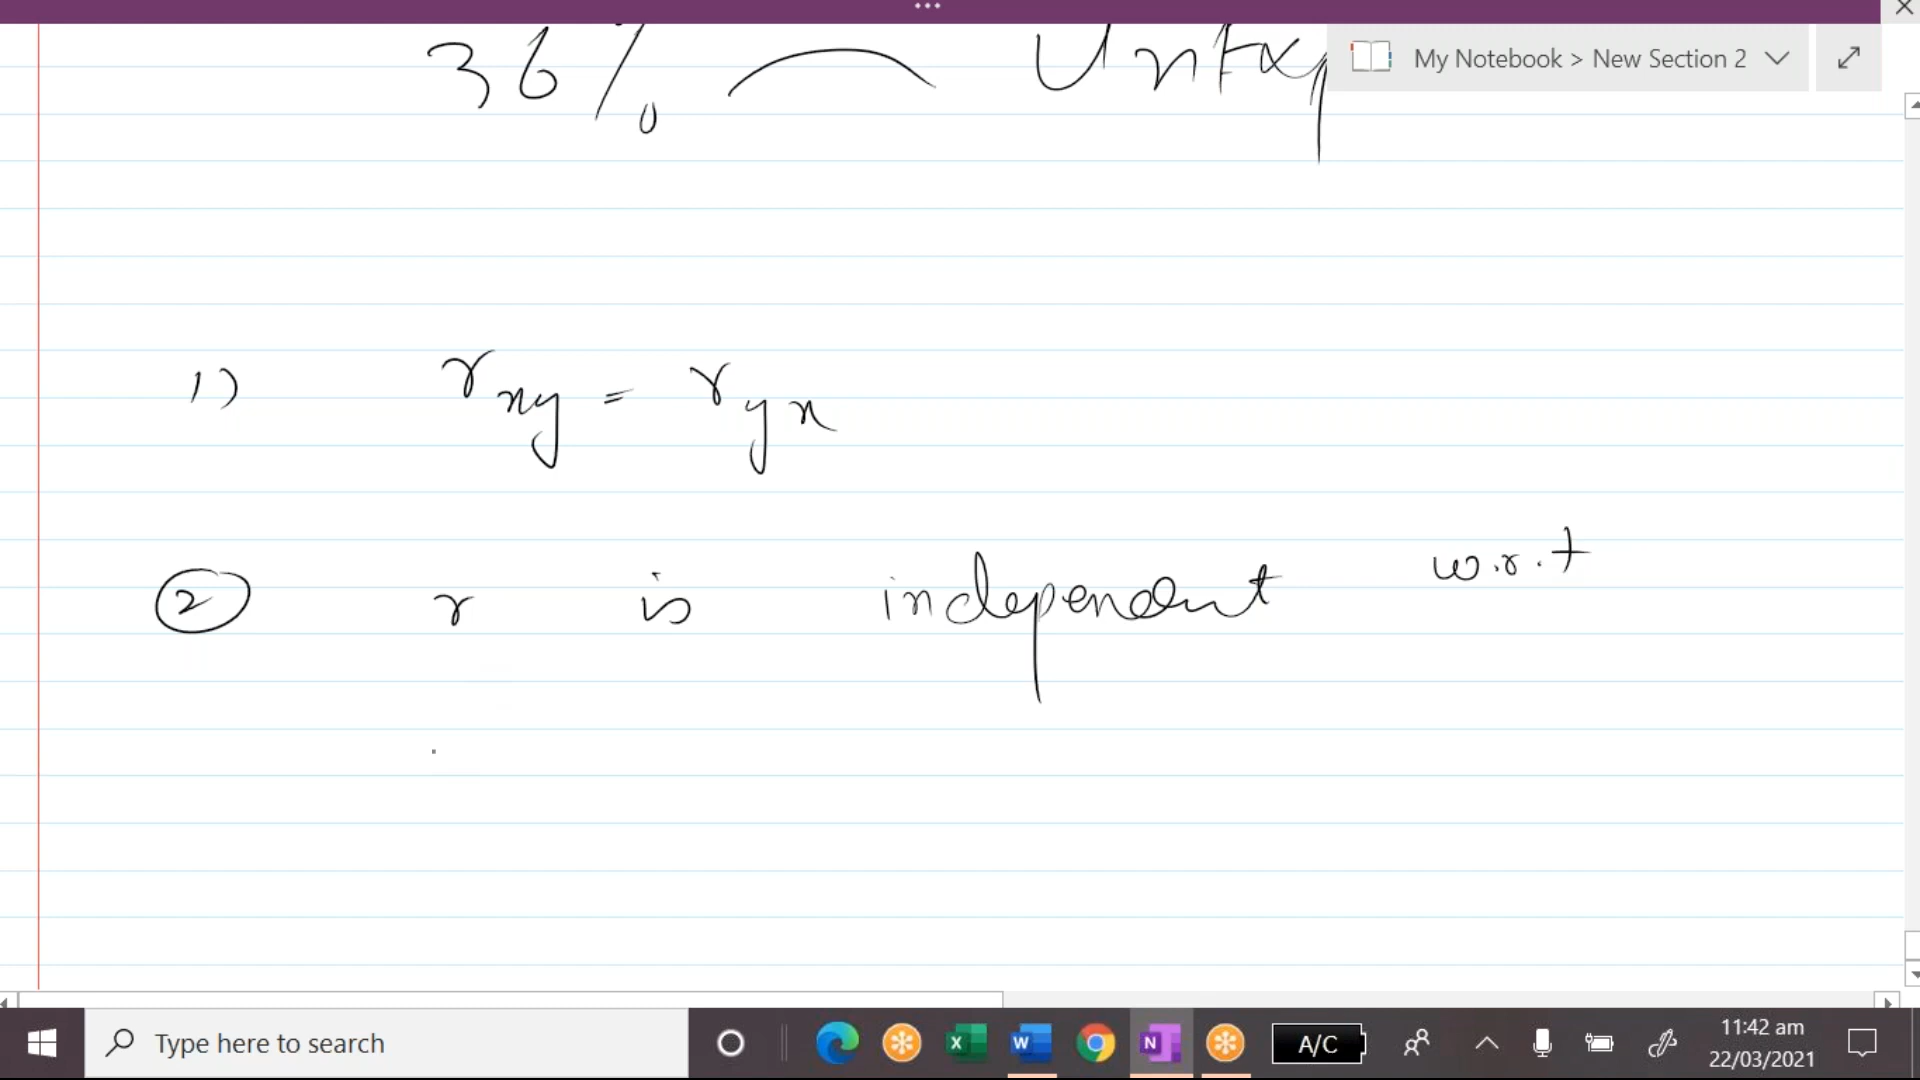 36% Unexp
My Notebook > New Section 2
1) rxy = ryx
② r is independent w.r.t
Type here to search
A/C
11:42 am
22/03/2021